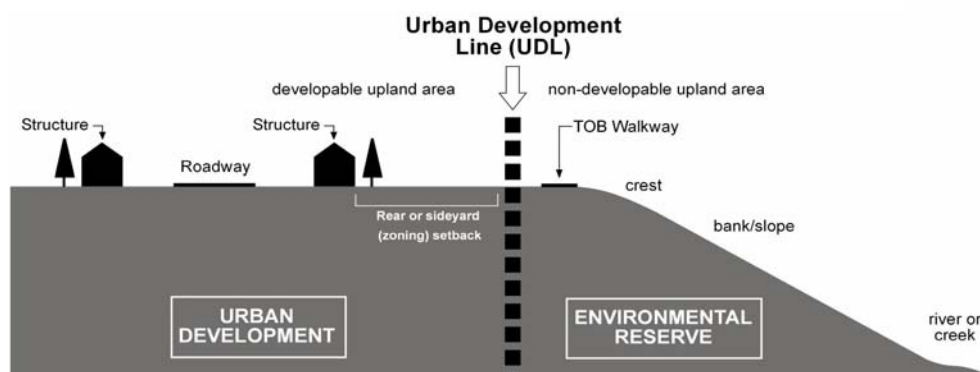 Urban Development
Line (UDL)
developable upland area
non-developable upland area
Structure
Structure
TOB Walkway
Roadway
crest
Rear or sideyard
(zoning) setback
bank/slope
URBAN
DEVELOPMENT
ENVIRONMENTAL
RESERVE
river or
creek